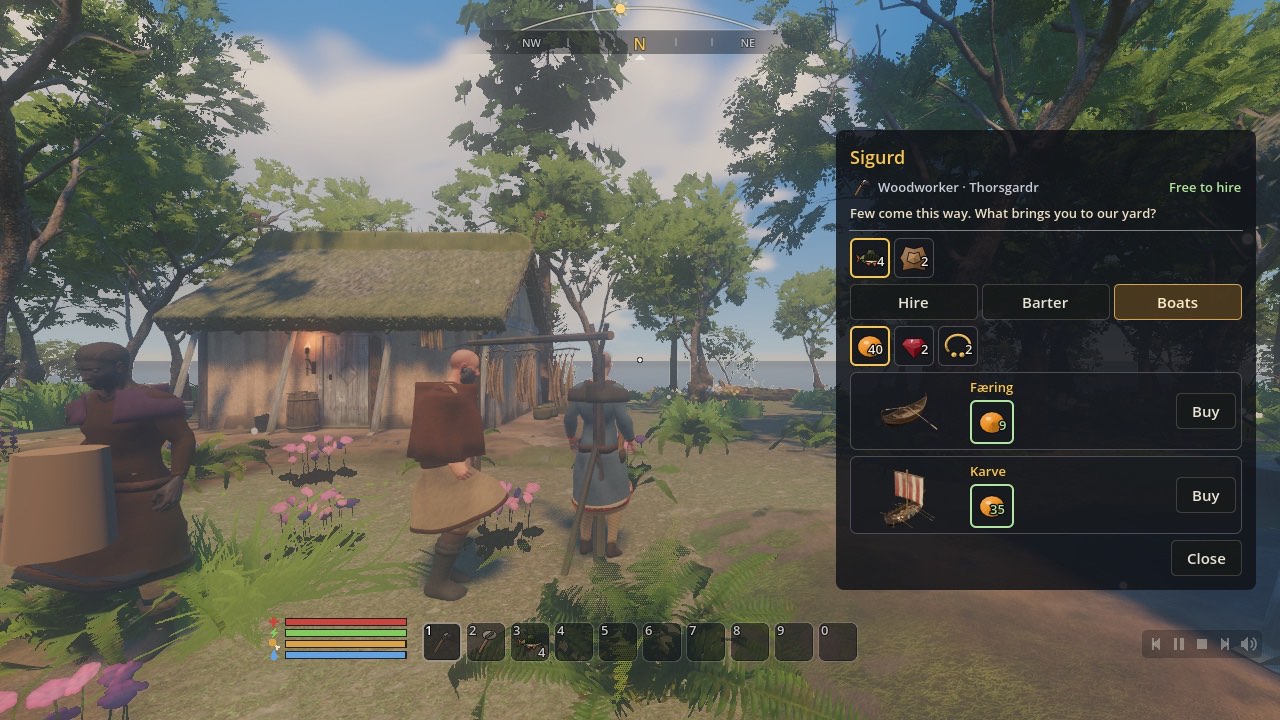 NW N NE
Sigurd
Woodworker · Thorsgardr Free to hire
Few come this way. What brings you to our yard?
4 2
Hire Barter Boats
40 2 2
Færing
9 Buy
Karve
35 Buy
Close
1 2 3 4 5 6 7 8 9 0
4